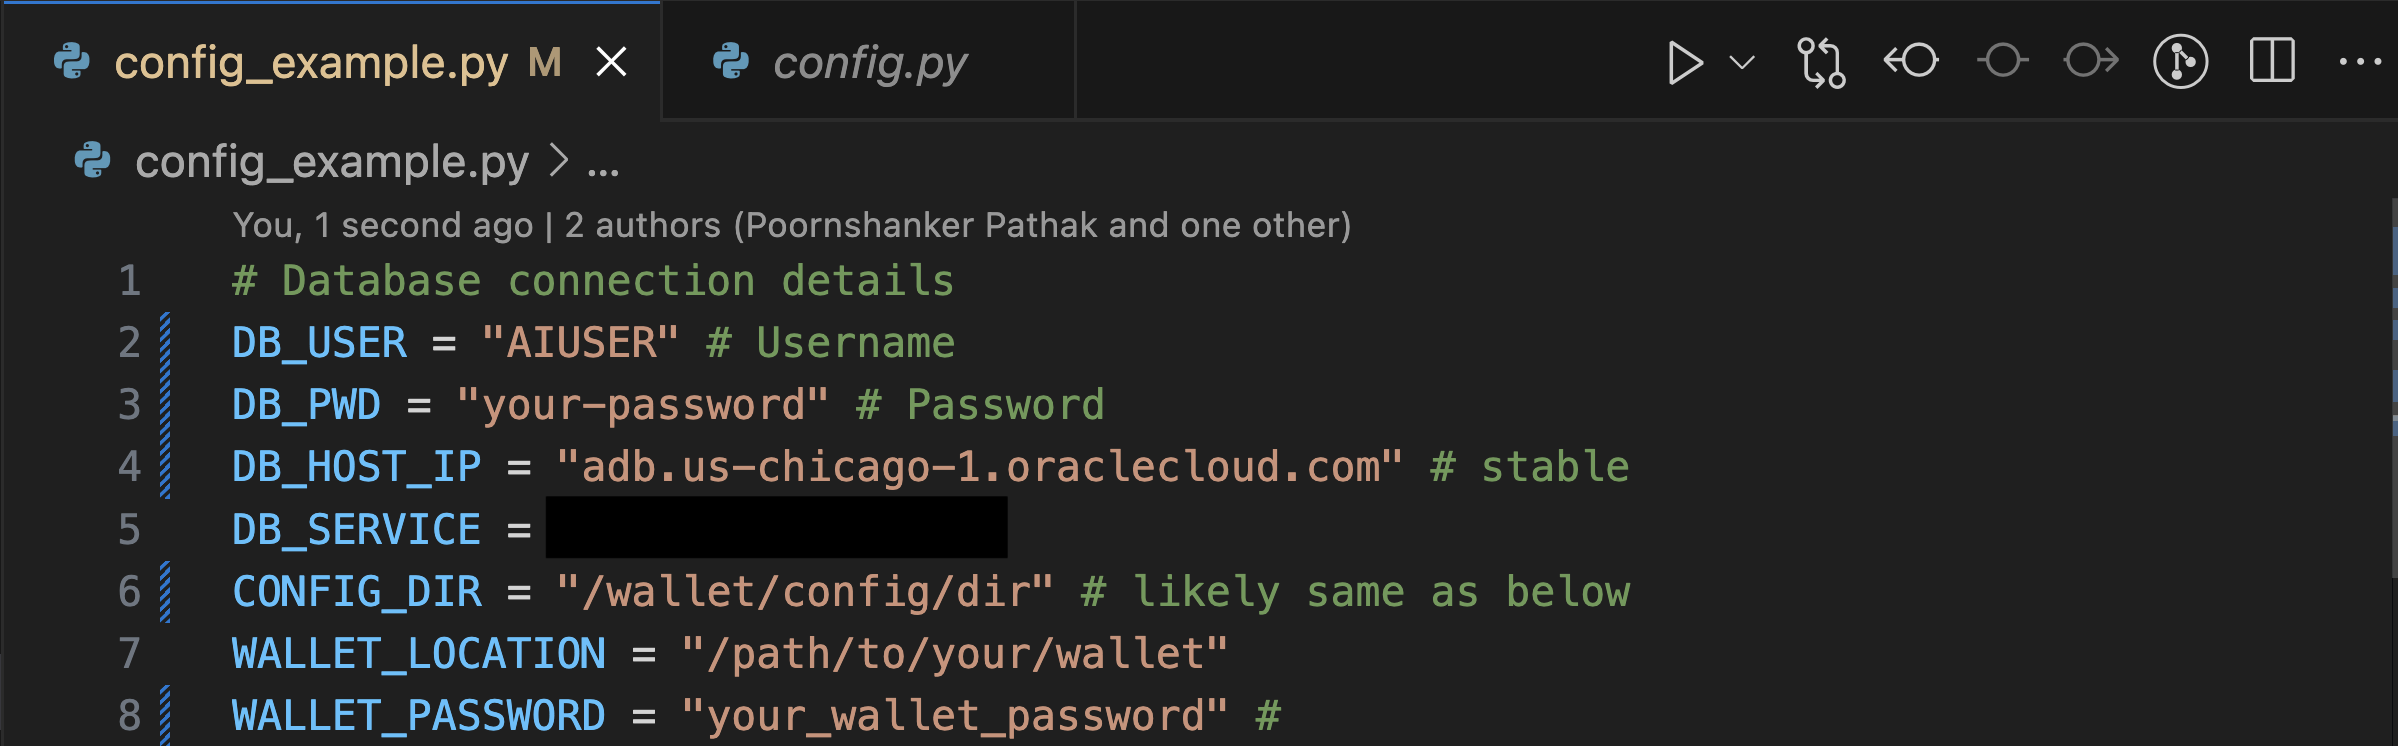 config_example.py M
config.py
config_example.py > ...
You, 1 second ago | 2 authors (Poornshanker Pathak and one other)
1 # Database connection details
2 DB_USER = "AIUSER" # Username
3 DB_PWD = "your-password" # Password
4 DB_HOST_IP = "adb.us-chicago-1.oraclecloud.com" # stable
5 DB_SERVICE =
6 CONFIG_DIR = "/wallet/config/dir" # likely same as below
7 WALLET_LOCATION = "/path/to/your/wallet"
8 WALLET_PASSWORD = "your_wallet_password" #